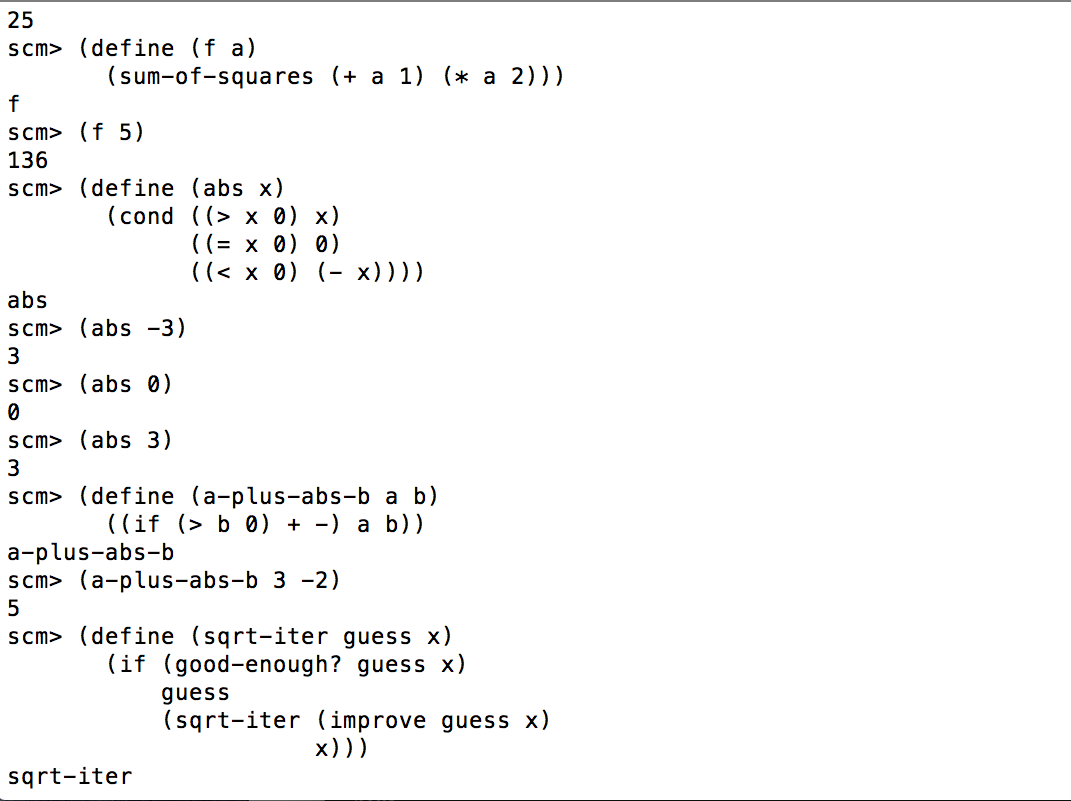 25
scm> (define (f a)
       (sum-of-squares (+ a 1) (* a 2)))
f
scm> (f 5)
136
scm> (define (abs x)
       (cond ((> x 0) x)
             ((= x 0) 0)
             ((< x 0) (- x))))
abs
scm> (abs -3)
3
scm> (abs 0)
0
scm> (abs 3)
3
scm> (define (a-plus-abs-b a b)
       ((if (> b 0) + -) a b))
a-plus-abs-b
scm> (a-plus-abs-b 3 -2)
5
scm> (define (sqrt-iter guess x)
       (if (good-enough? guess x)
           guess
           (sqrt-iter (improve guess x)
                      x)))
sqrt-iter